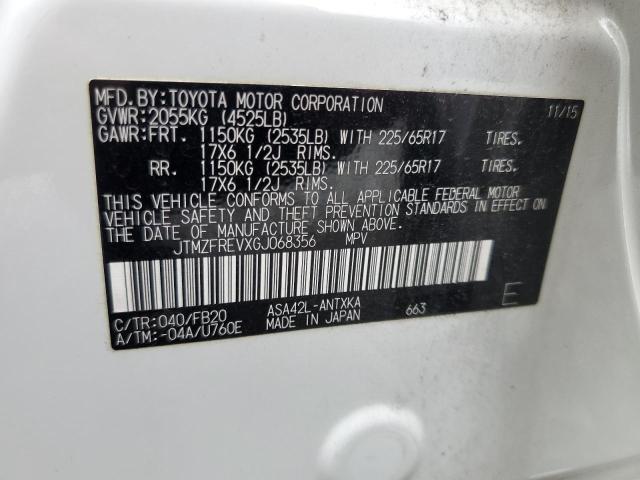 MFD.BY:TOYOTA MOTOR CORPORATION 11/15
GVWR:2055KG (4525LB)
GAWR:FRT. 1150KG (2535LB) WITH 225/65R17 TIRES.
17X6 1/2J RIMS.
RR. 1150KG (2535LB) WITH 225/65R17 TIRES.
17X6 1/2J RIMS.
THIS VEHICLE CONFORMS TO ALL APPLICABLE FEDERAL MOTOR
VEHICLE SAFETY AND THEFT PREVENTION STANDARDS IN EFFECT ON
THE DATE OF MANUFACTURE SHOWN ABOVE.
JTMZFREVXGJ068356 MPV
C/TR:040/FB20 ASA42L-ANTXKA E
A/TM:-04A/U760E MADE IN JAPAN 663